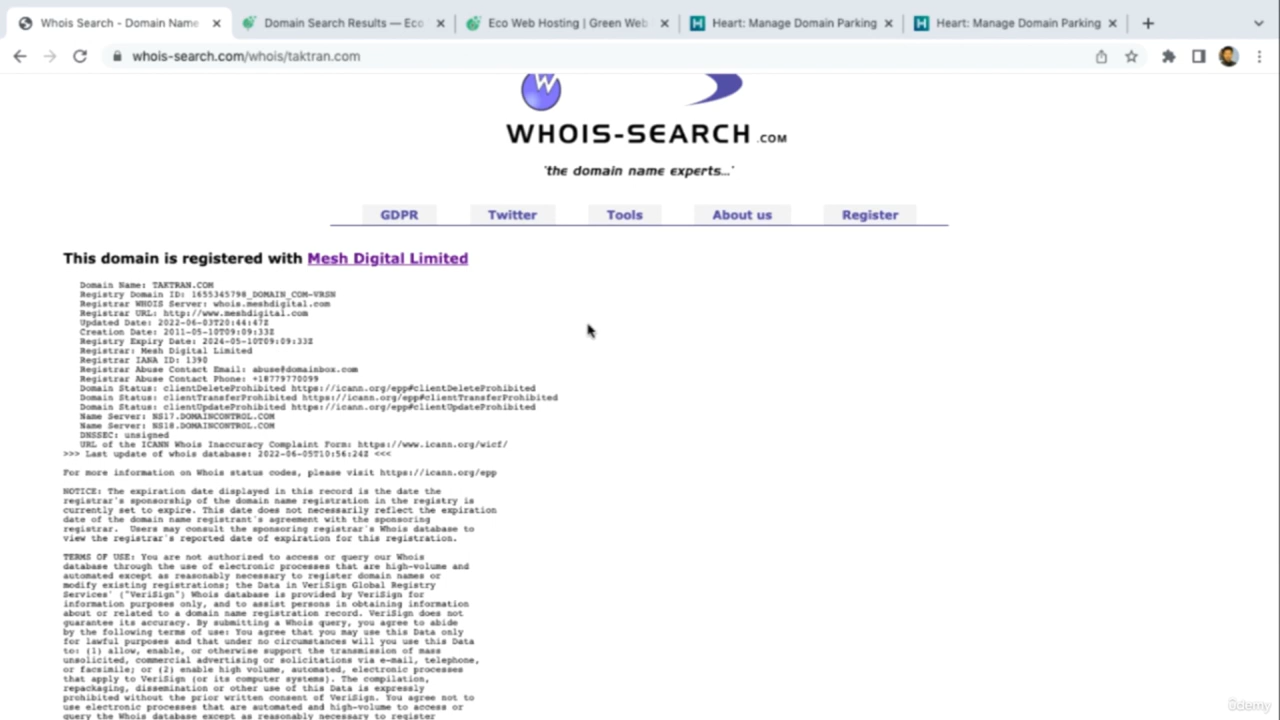 Whois Search - Domain Name
Domain Search Results — Eco
Eco Web Hosting | Green Web
Heart: Manage Domain Parking
Heart: Manage Domain Parking
whois-search.com/whois/taktran.com
W
WHOIS-SEARCH.COM
'the domain name experts...'
GDPR
Twitter
Tools
About us
Register
This domain is registered with Mesh Digital Limited
Domain Name: TAKTRAN.COM
Registry Domain ID: 1655345798_DOMAIN_COM-VRSN
Registrar WHOIS Server: whois.meshdigital.com
Registrar URL: http://www.meshdigital.com
Updated Date: 2022-06-03T20:44:47Z
Creation Date: 2011-05-10T09:09:33Z
Registry Expiry Date: 2024-05-10T09:09:33Z
Registrar: Mesh Digital Limited
Registrar IANA ID: 1390
Registrar Abuse Contact Email: abuse@domainbox.com
Registrar Abuse Contact Phone: +18779770099
Domain Status: clientDeleteProhibited https://icann.org/epp#clientDeleteProhibited
Domain Status: clientTransferProhibited https://icann.org/epp#clientTransferProhibited
Domain Status: clientUpdateProhibited https://icann.org/epp#clientUpdateProhibited
Name Server: NS17.DOMAINCONTROL.COM
Name Server: NS18.DOMAINCONTROL.COM
DNSSEC: unsigned
URL of the ICANN Whois Inaccuracy Complaint Form: https://www.icann.org/wicf/
>>> Last update of whois database: 2022-06-05T10:56:24Z <<<
For more information on Whois status codes, please visit https://icann.org/epp
NOTICE: The expiration date displayed in this record is the date the
registrar's sponsorship of the domain name registration in the registry is
currently set to expire. This date does not necessarily reflect the expiration
date of the domain name registrant's agreement with the sponsoring
registrar. Users may consult the sponsoring registrar's Whois database to
view the registrar's reported date of expiration for this registration.
TERMS OF USE: You are not authorized to access or query our Whois
database through the use of electronic processes that are high-volume and
automated except as reasonably necessary to register domain names or
modify existing registrations; the Data in VeriSign Global Registry
Services' ("VeriSign") Whois database is provided by VeriSign for
information purposes only, and to assist persons in obtaining information
about or related to a domain name registration record. VeriSign does not
guarantee its accuracy. By submitting a Whois query, you agree to abide
by the following terms of use: You agree that you may use this Data only
for lawful purposes and that under no circumstances will you use this Data
to: (1) allow, enable, or otherwise support the transmission of mass
unsolicited, commercial advertising or solicitations via e-mail, telephone,
or facsimile; or (2) enable high volume, automated, electronic processes
that apply to VeriSign (or its computer systems). The compilation,
repackaging, dissemination or other use of this Data is expressly
prohibited without the prior written consent of VeriSign. You agree not to
use electronic processes that are automated and high-volume to access or
query the Whois database except as reasonably necessary to register
ûdemy